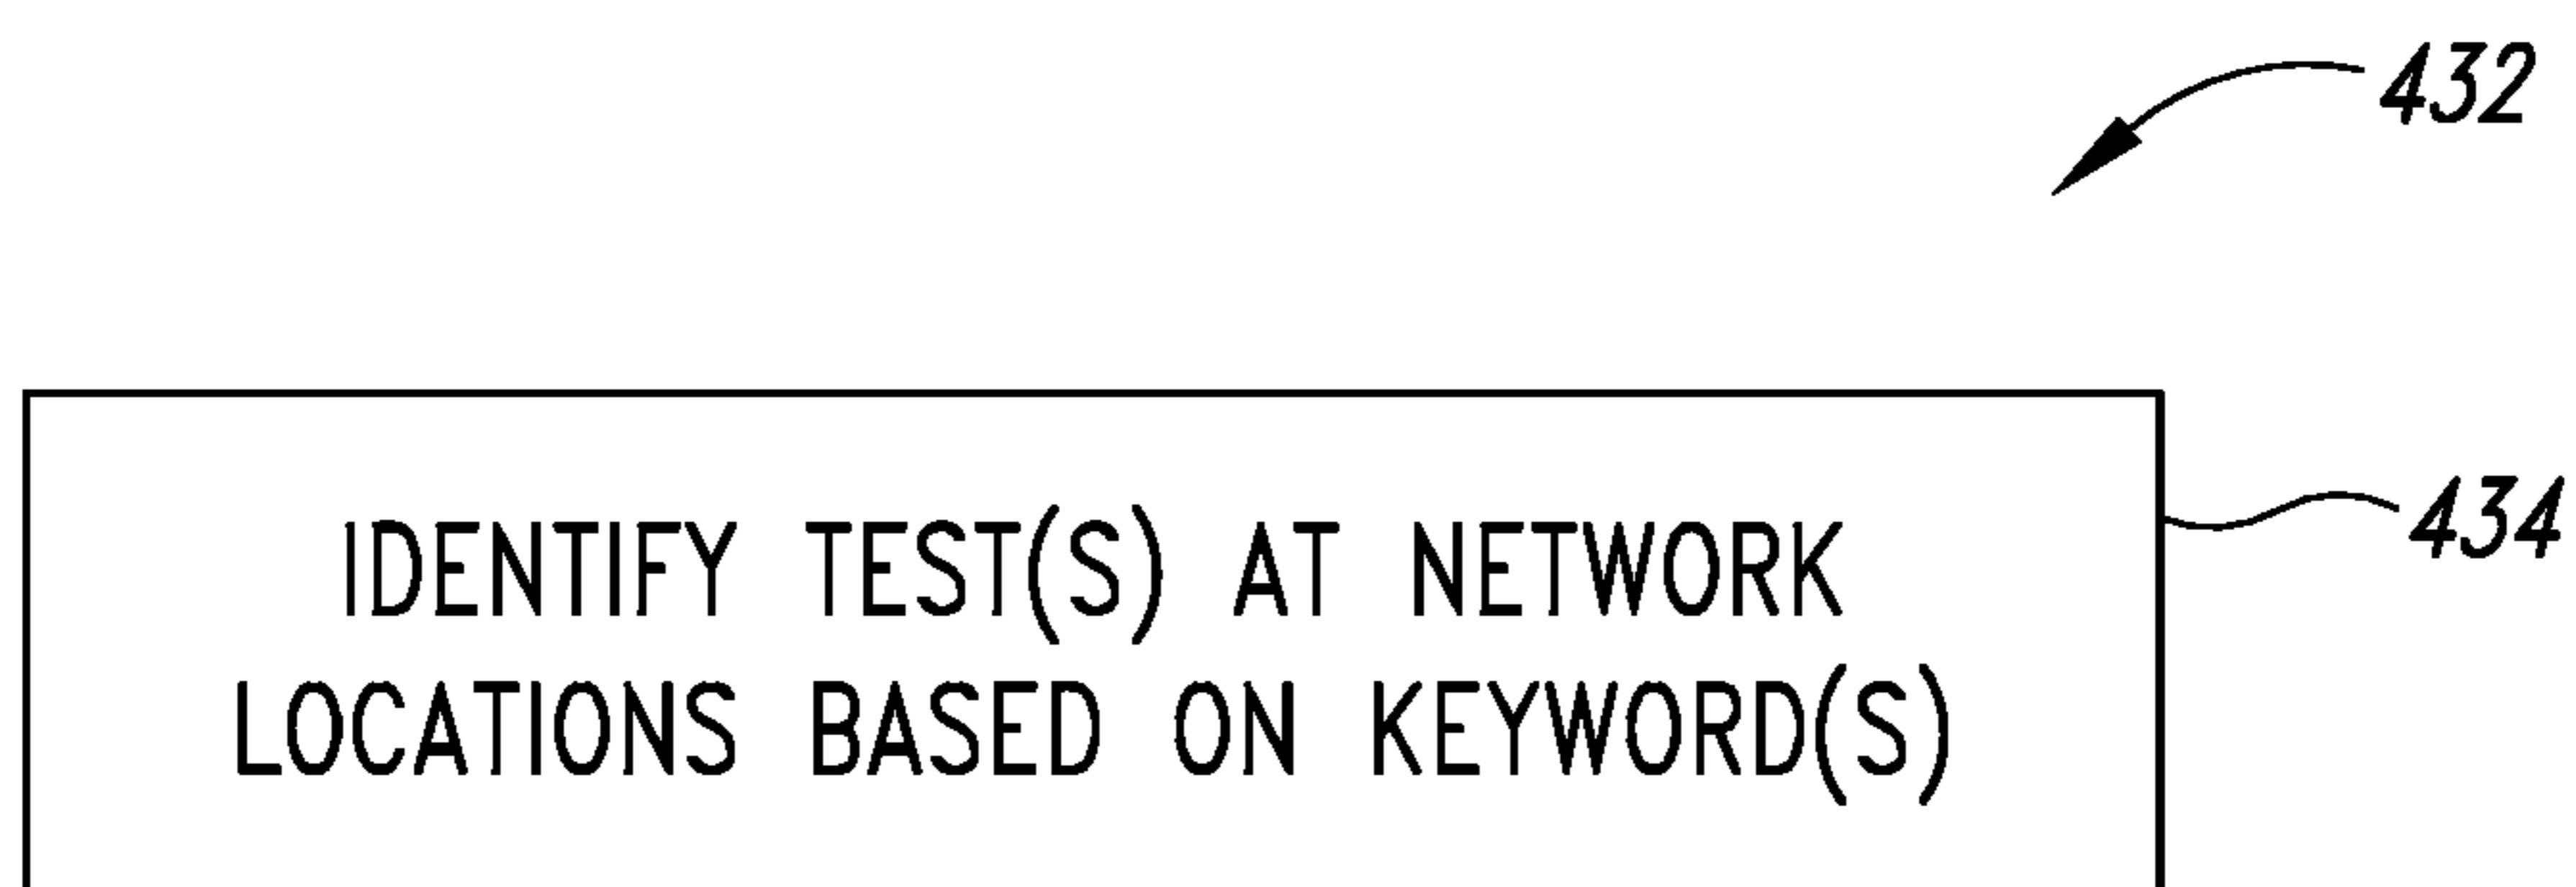 432
434
IDENTIFY TEST(S) AT NETWORK
LOCATIONS BASED ON KEYWORD(S)